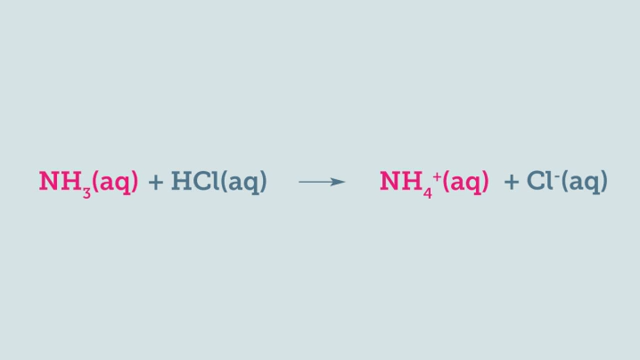 NH₃(aq) + HCl(aq) ⟶ NH₄⁺(aq) + Cl⁻(aq)